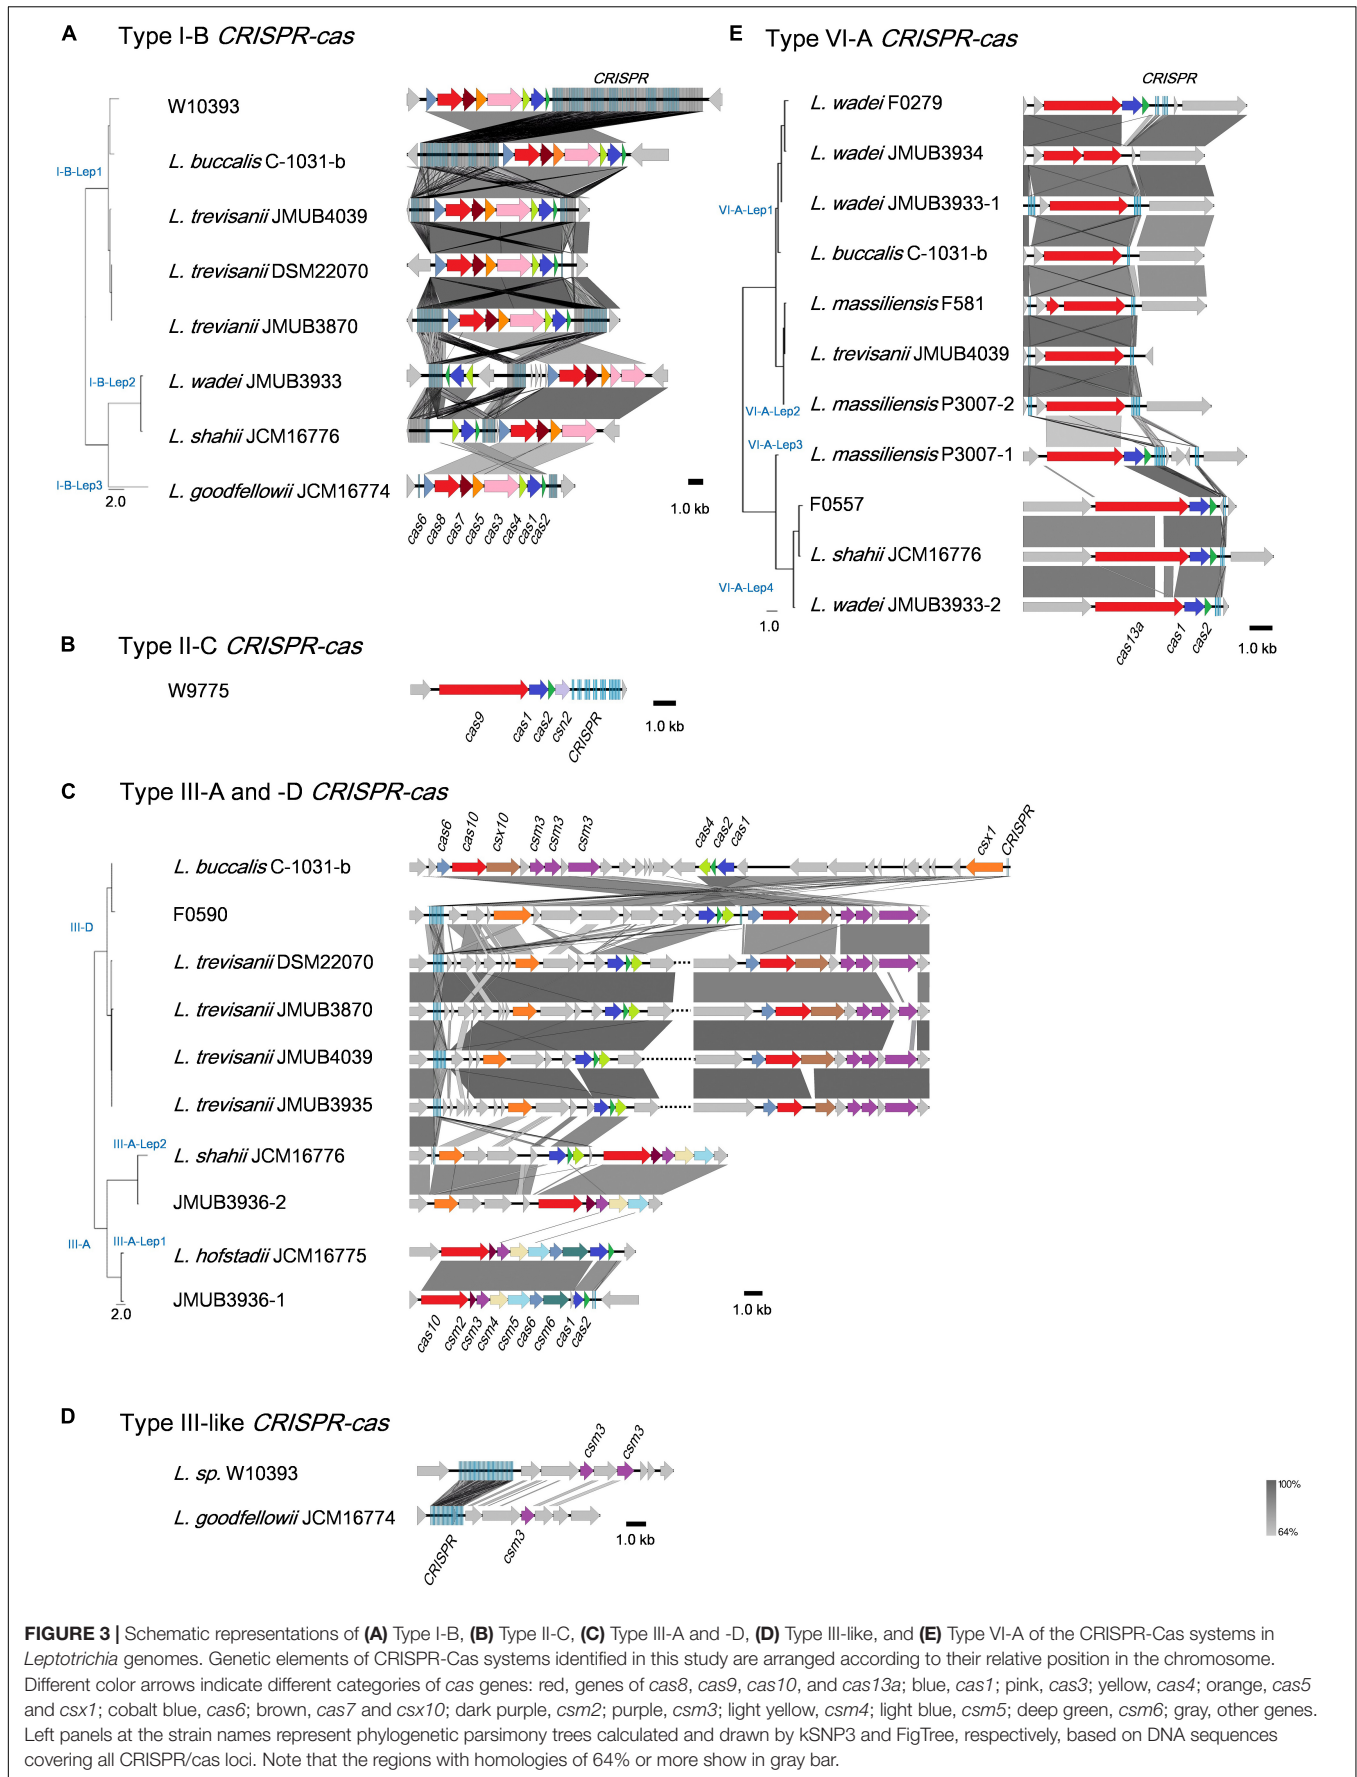 A Type I-B CRISPR-cas
CRISPR
W10393
L. buccalis C-1031-b
I-B-Lep1
L. trevisanii JMUB4039
L. trevisanii DSM22070
L. trevianii JMUB3870
I-B-Lep2
L. wadei JMUB3933
L. shahii JCM16776
I-B-Lep3
L. goodfellowii JCM16774
2.0
1.0 kb
cas6 cas8 cas7 cas5 cas3 cas4 cas1 cas2
E Type VI-A CRISPR-cas
CRISPR
L. wadei F0279
L. wadei JMUB3934
L. wadei JMUB3933-1
VI-A-Lep1
L. buccalis C-1031-b
L. massiliensis F581
L. trevisanii JMUB4039
L. massiliensis P3007-2
VI-A-Lep2
VI-A-Lep3
L. massiliensis P3007-1
F0557
L. shahii JCM16776
VI-A-Lep4
L. wadei JMUB3933-2
1.0
cas13a cas1 cas2
1.0 kb
B Type II-C CRISPR-cas
W9775
1.0 kb
cas9 cas1 cas2 csn2 CRISPR
C Type III-A and -D CRISPR-cas
cas6 cas10 csx10 csm3 csm3 csm3 cas4 cas2 cas1 csx1 CRISPR
L. buccalis C-1031-b
F0590
III-D
L. trevisanii DSM22070
L. trevisanii JMUB3870
L. trevisanii JMUB4039
L. trevisanii JMUB3935
III-A-Lep2
L. shahii JCM16776
JMUB3936-2
III-A
III-A-Lep1
L. hofstadii JCM16775
JMUB3936-1
2.0
1.0 kb
cas10 csm2 csm3 csm4 csm5 cas6 csm6 cas1 cas2
D Type III-like CRISPR-cas
csm3 csm3
L. sp. W10393
L. goodfellowii JCM16774
1.0 kb
CRISPR csm3
100%
64%
FIGURE 3 | Schematic representations of (A) Type I-B, (B) Type II-C, (C) Type III-A and -D, (D) Type III-like, and (E) Type VI-A of the CRISPR-Cas systems in
Leptotrichia genomes. Genetic elements of CRISPR-Cas systems identified in this study are arranged according to their relative position in the chromosome.
Different color arrows indicate different categories of cas genes: red, genes of cas8, cas9, cas10, and cas13a; blue, cas1; pink, cas3; yellow, cas4; orange, cas5
and csx1; cobalt blue, cas6; brown, cas7 and csx10; dark purple, csm2; purple, csm3; light yellow, csm4; light blue, csm5; deep green, csm6; gray, other genes.
Left panels at the strain names represent phylogenetic parsimony trees calculated and drawn by kSNP3 and FigTree, respectively, based on DNA sequences
covering all CRISPR/cas loci. Note that the regions with homologies of 64% or more show in gray bar.